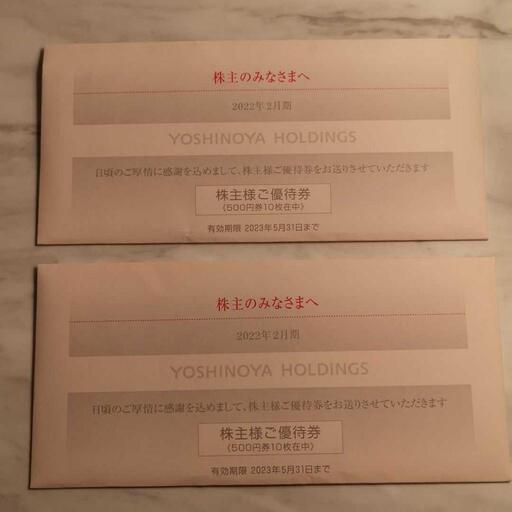 株主のみなさまへ
2022年2月期
YOSHINOYA HOLDINGS
日頃のご厚情に感謝を込めまして、株主様ご優待券をお送りさせていただきます
株主様ご優待券
(500円券10枚在中)
有効期限 2023年5月31日まで
株主のみなさまへ
2022年2月期
YOSHINOYA HOLDINGS
日頃のご厚情に感謝を込めまして、株主様ご優待券をお送りさせていただきます
株主様ご優待券
(500円券10枚在中)
有効期限 2023年5月31日まで